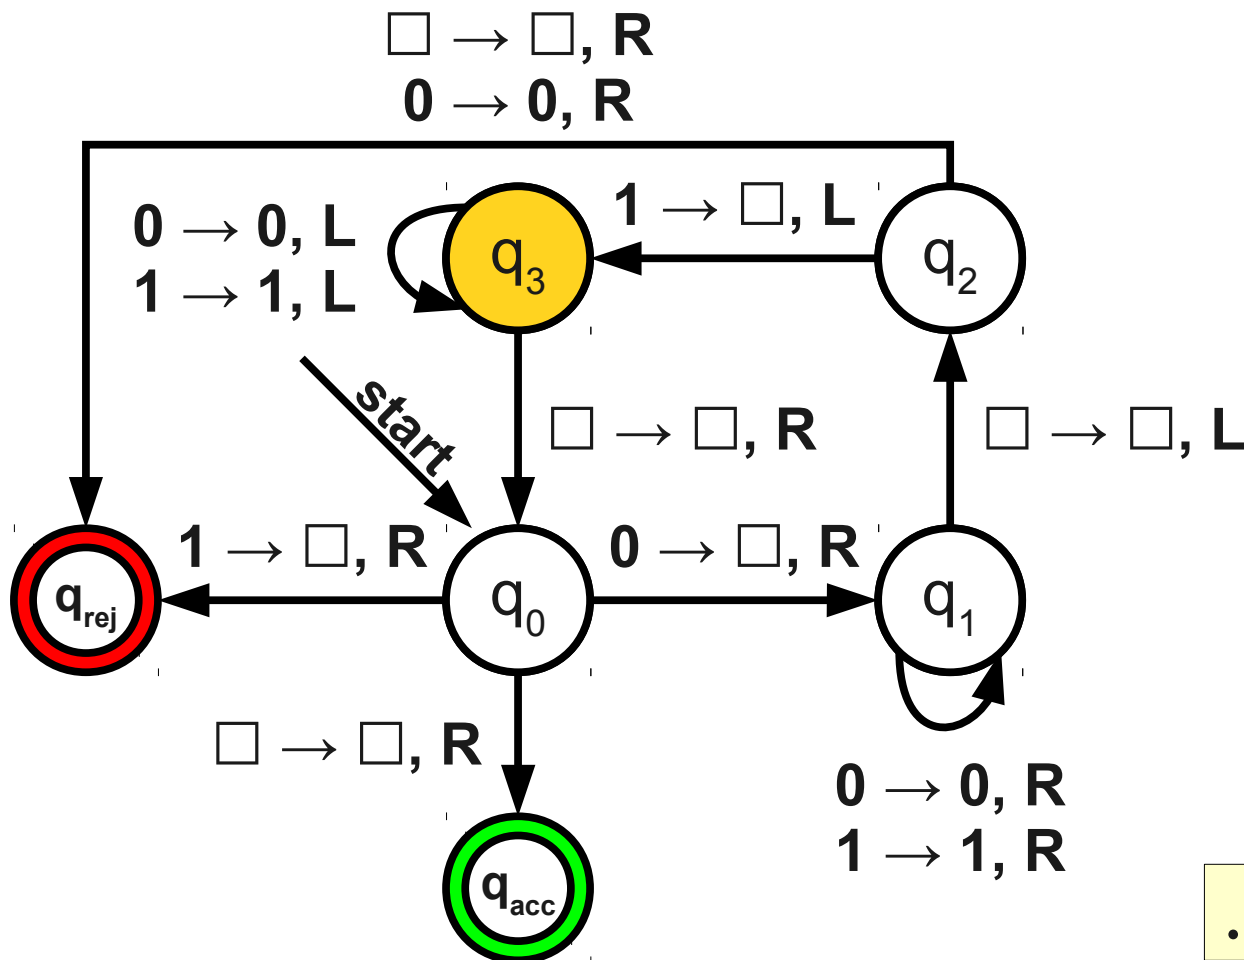 □ → □, R
0 → 0, R
0 → 0, L
1 → 1, L
q3
1 → □, L
q2
start
□ → □, R
□ → □, L
qrej
1 → □, R
q0
0 → □, R
q1
□ → □, R
0 → 0, R
1 → 1, R
qacc
.